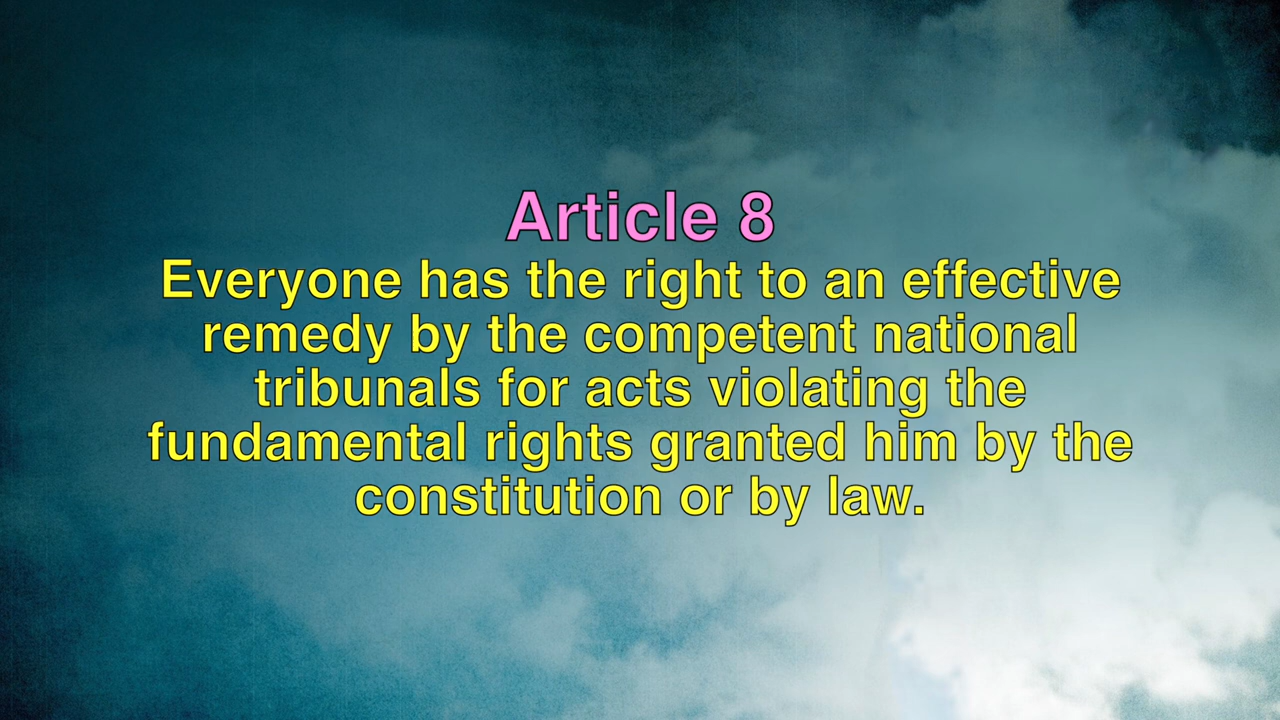 Article 8
Everyone has the right to an effective
remedy by the competent national
tribunals for acts violating the
fundamental rights granted him by the
constitution or by law.